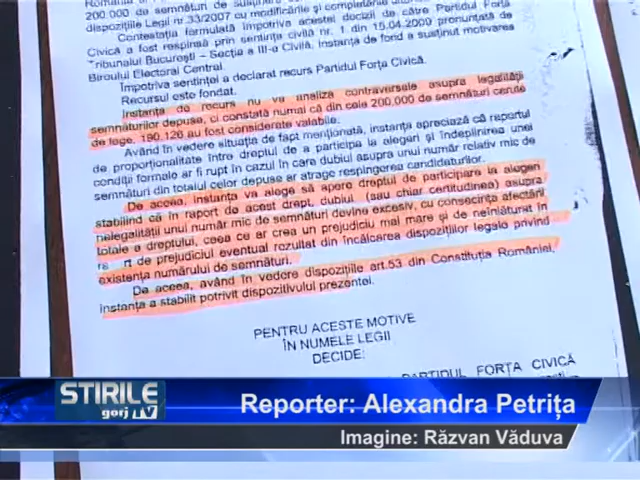 200.000 de semnături de
dispozițiile Legii nr.33/2007 cu modificările și completările
Contestația formulată împotriva acestei decizii de către Partidul Forța
Civică a fost respinsă prin sentința civilă nr. 1 din 15.04.2009 pronunțată de
Tribunalul București – Secția a III-a Civilă. Instanța de fond a susținut motivarea
Biroului Electoral Central.
Împotriva sentinței a declarat recurs Partidul Forța Civică.
Recursul este fondat.
Instanța de recurs nu va analiza controversele asupra legalității
semnăturilor depuse, ci constată numai că din cele 200.000 de semnături cerute
de lege, 190.126 au fost considerate valabile.
Având în vedere situația de fapt menționată, instanța apreciază că raportul
de proporționalitate între dreptul de a participa la alegeri și îndeplinirea unei
condiții formale ar fi rupt în cazul în care dubiul asupra unui număr relativ mic de
semnături din totalul celor depuse ar atrage respingerea candidaturilor.
De aceea, instanța va alege să apere dreptul de participare la alegeri
stabilind că în raport de acest drept, dubiul (sau chiar certitudinea) asupra
nelegalității unui număr mic de semnături devine excesiv, cu consecința afectării
totale a dreptului, ceea ce ar crea un prejudiciu mai mare și de neînlăturat în
rt de prejudiciul eventual rezultat din încălcarea dispozițiilor legale privind
existența numărului de semnături.
De aceea, având în vedere dispozițiile art.53 din Constituția României,
instanța a stabilit potrivit dispozitivului prezentei.
PENTRU ACESTE MOTIVE
ÎN NUMELE LEGII
DECIDE:
PARTIDUL FORȚA CIVICĂ
STIRILE
gorj TV
Reporter: Alexandra Petrița
Imagine: Răzvan Văduva